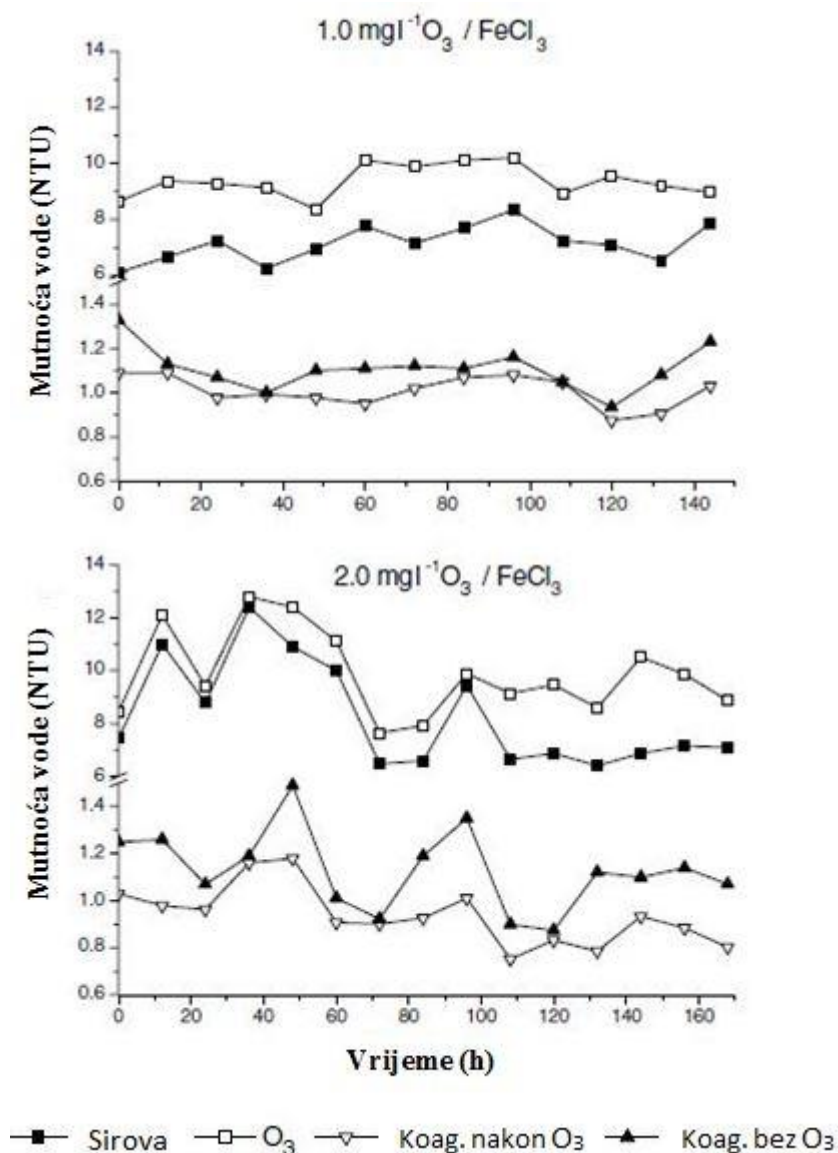 1.0 mgl⁻¹O₃ / FeCl₃
14
12
10
8
6
1.4
1.2
1.0
0.8
0.6
Mutnoća vode (NTU)
0 20 40 60 80 100 120 140
2.0 mgl⁻¹O₃ / FeCl₃
14
12
10
8
6
1.4
1.2
1.0
0.8
0.6
Mutnoća vode (NTU)
0 20 40 60 80 100 120 140 160
Vrijeme (h)
Sirova O₃ Koag. nakon O₃ Koag. bez O₃